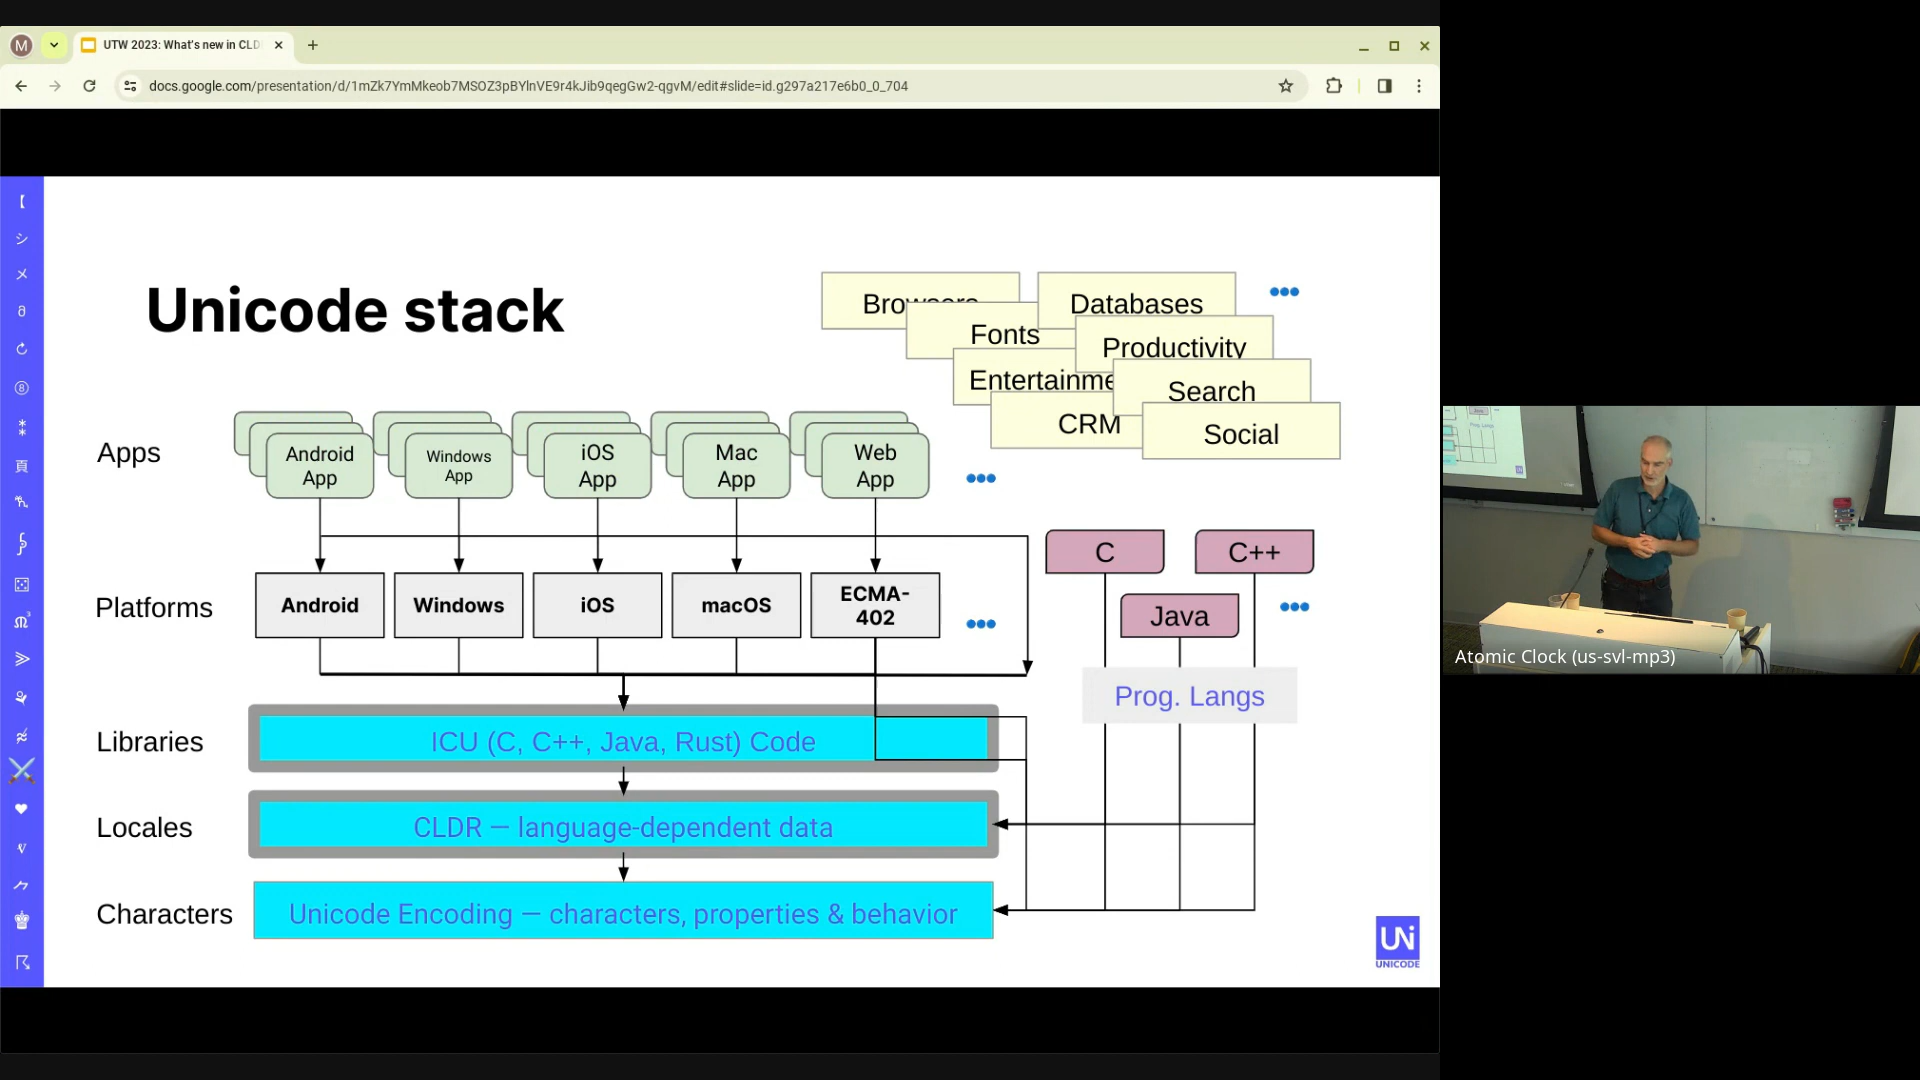 M
UTW 2023: What's new in CLD
docs.google.com/presentation/d/1mZk7YmMkeob7MSOZ3pBYlnVE9r4kJib9qegGw2-qgvM/edit#slide=id.g297a217e6b0_0_704
Unicode stack
Browsers
Databases
Fonts
Productivity
Entertainme
Search
CRM
Social
Apps
Android
App
Windows
App
iOS
App
Mac
App
Web
App
C
C++
Java
Platforms
Android
Windows
iOS
macOS
ECMA-
402
Prog. Langs
Libraries
ICU (C, C++, Java, Rust) Code
Locales
CLDR — language-dependent data
Characters
Unicode Encoding — characters, properties & behavior
UNi
UNICODE
Atomic Clock (us-svl-mp3)